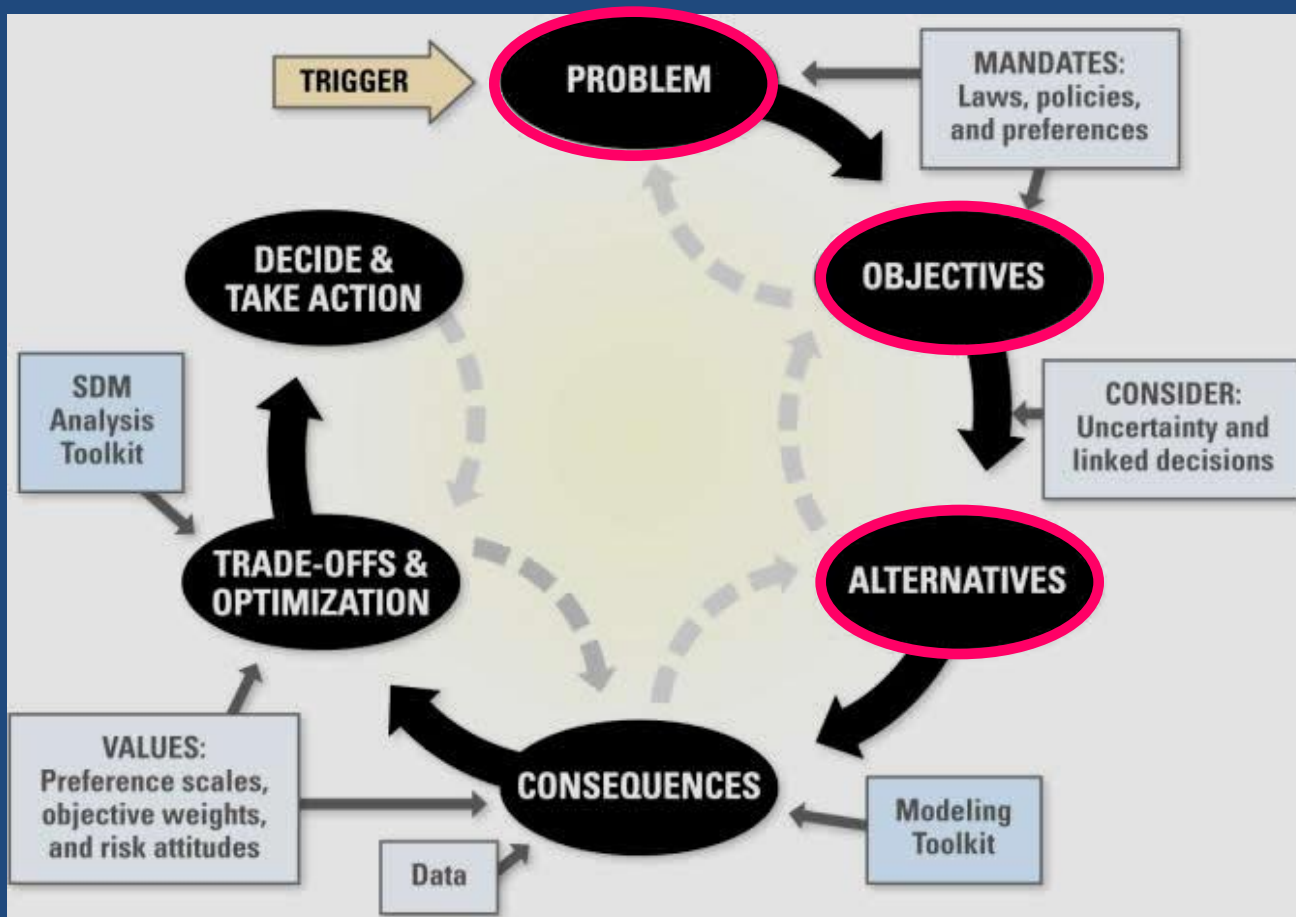 TRIGGER
PROBLEM
MANDATES:
Laws, policies,
and preferences
OBJECTIVES
CONSIDER:
Uncertainty and
linked decisions
ALTERNATIVES
Modeling
Toolkit
CONSEQUENCES
Data
VALUES:
Preference scales,
objective weights,
and risk attitudes
TRADE-OFFS &
OPTIMIZATION
SDM
Analysis
Toolkit
DECIDE &
TAKE ACTION